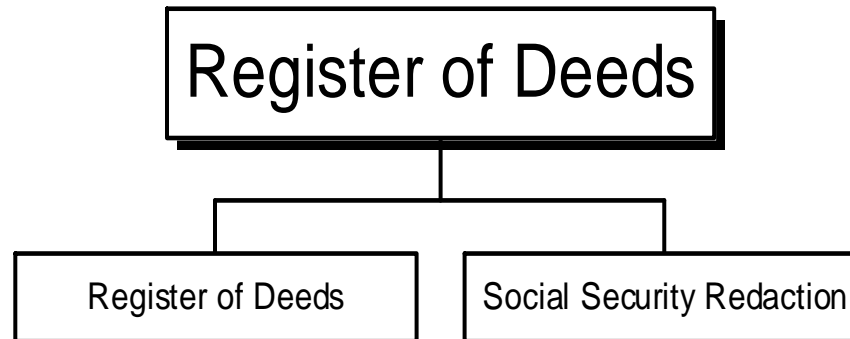 Register of Deeds
Register of Deeds
Social Security Redaction